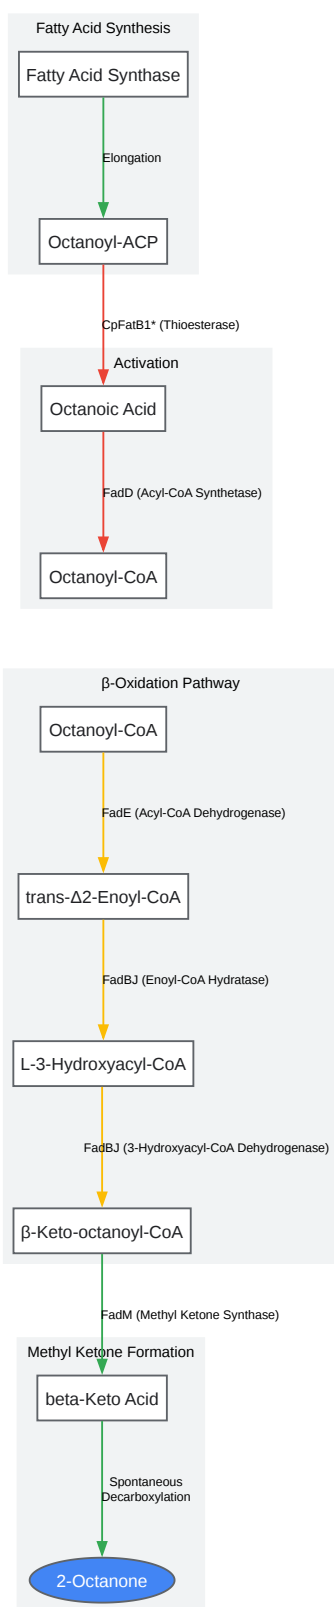 Fatty Acid Synthesis
Fatty Acid Synthase
Elongation
Octanoyl-ACP
CpFatB1* (Thioesterase)
Activation
Octanoic Acid
FadD (Acyl-CoA Synthetase)
Octanoyl-CoA
β-Oxidation Pathway
Octanoyl-CoA
FadE (Acyl-CoA Dehydrogenase)
trans-Δ2-Enoyl-CoA
FadBJ (Enoyl-CoA Hydratase)
L-3-Hydroxyacyl-CoA
FadBJ (3-Hydroxyacyl-CoA Dehydrogenase)
β-Keto-octanoyl-CoA
FadM (Methyl Ketone Synthase)
Methyl Ketone Formation
beta-Keto Acid
Spontaneous
Decarboxylation
2-Octanone